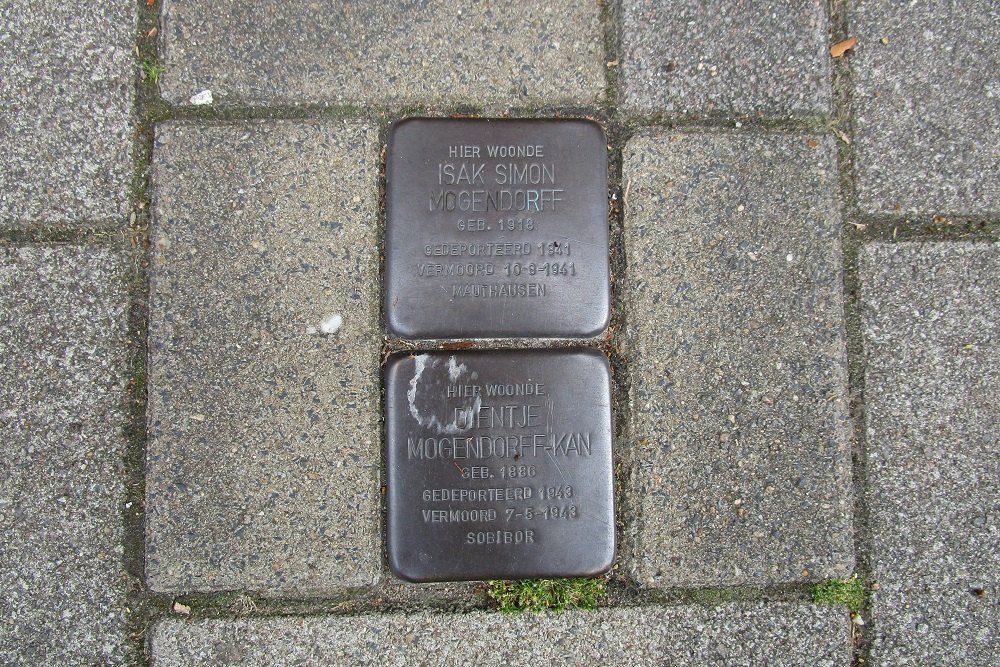 HIER WOONDE
ISAK SIMON
MOGENDORFF
GEB. 1918
GEDEPORTEERD 1941
VERMOORD 10-9-1941
MAUTHAUSEN
HIER WOONDE
DIENTJE
MOGENDORFF-KAN
GEB. 1886
GEDEPORTEERD 1943
VERMOORD 7-5-1943
SOBIBOR